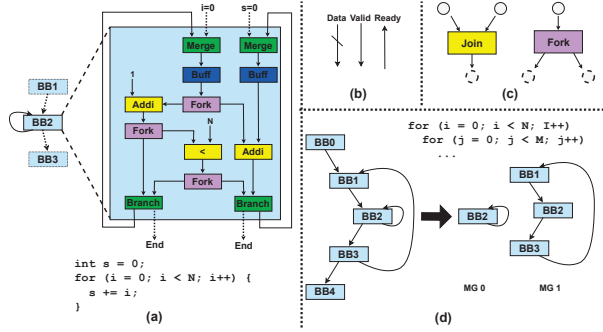 i=0 s=0
Merge Merge
Buff Buff
1
Addi Fork
Fork N
< Addi
Fork
Branch Branch
End End
BB1
BB2
BB3
int s = 0;
for (i = 0; i < N; i++) {
s += i;
}
(a)
Data Valid Ready
(b)
Join Fork
(c)
for (i = 0; i < N; I++)
for (j = 0; j < M; j++)
...
BB0
BB1
BB2
BB3
BB4
BB2
MG 0
BB1
BB2
BB3
MG 1
(d)